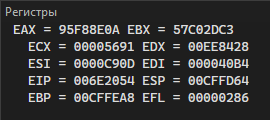 Регистры
EAX = 95F88E0A EBX = 57C02DC3
ECX = 00005691 EDX = 00EE8428
ESI = 0000C90D EDI = 000040B4
EIP = 006E2054 ESP = 00CFFD64
EBP = 00CFFEA8 EFL = 00000286